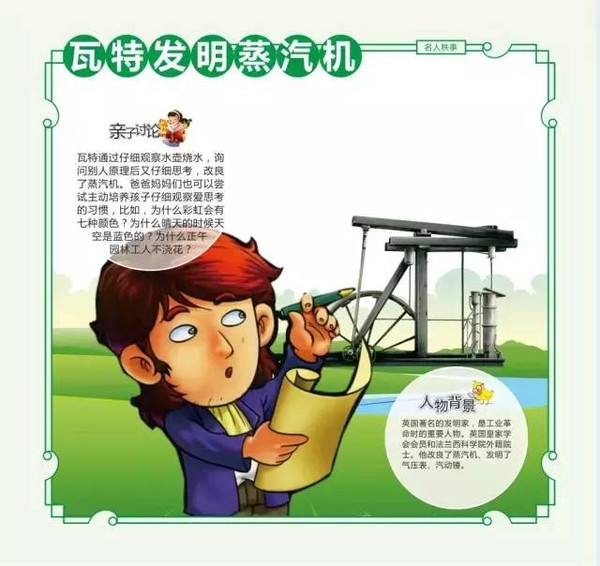 瓦特发明蒸汽机
名人轶事
亲子讨论
瓦特通过仔细观察水壶烧水，询
问别人原理后又仔细思考，改良
了蒸汽机。爸爸妈妈们也可以尝
试主动培养孩子仔细观察爱思考
的习惯，比如，为什么彩虹会有
七种颜色？为什么晴天的时候天
空是蓝色的？为什么正午
园林工人不浇花？
人物背景
英国著名的发明家，是工业革
命时的重要人物。英国皇家学
会会员和法兰西科学院外籍院
士。他改良了蒸汽机、发明了
气压表、汽动锤。